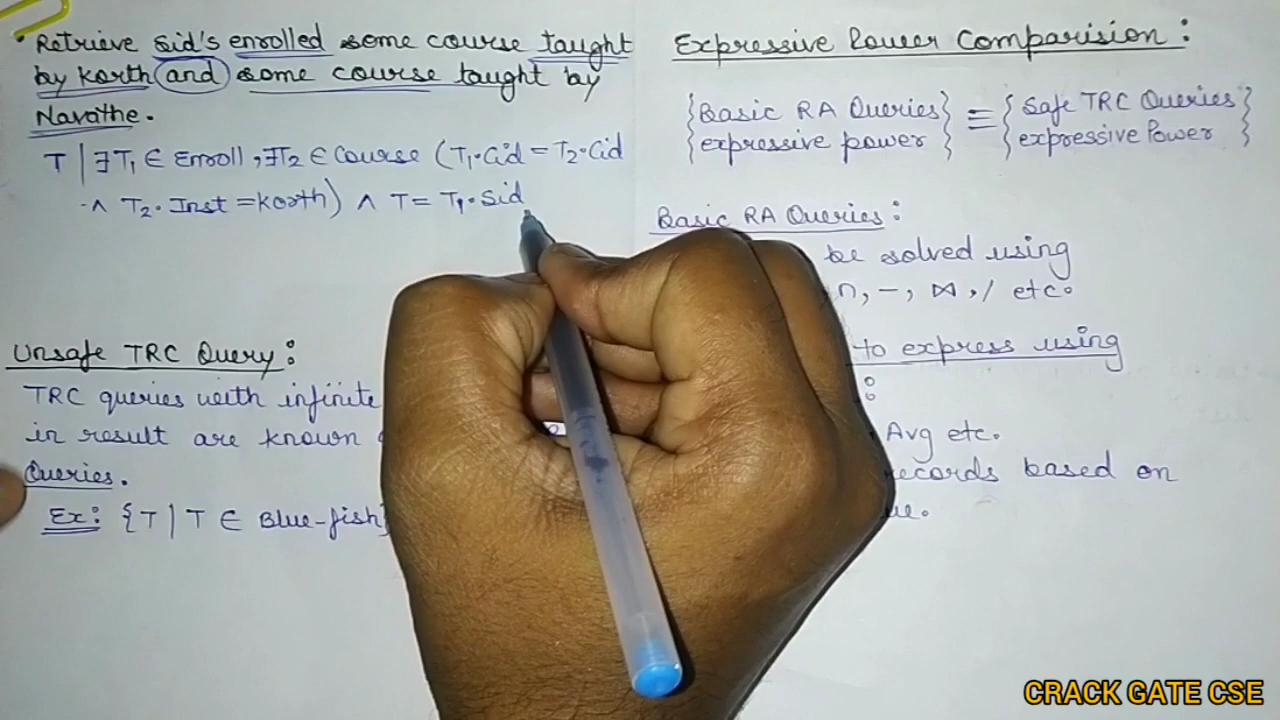 • Retrieve Sid's enrolled some course taught
by Korth and some course taught by
Navathe.
T | ∃T₁ ∈ Enroll, ∃T₂ ∈ Course (T₁.Cid = T₂.Cid
∧ T₂.Inst = Korth) ∧ T = T₁.Sid
Unsafe TRC Query:
TRC queries with infinite
in result are known
Queries.
Ex: {T | T ∈ Blue-fish}
Expressive Power Comparision:
{Basic RA Queries expressive power} ≡ {Safe TRC Queries expressive Power}
Basic RA Queries:
be solved using
∩, −, ⋈, / etc.
to express using
:
Avg etc.
records based on
CRACK GATE CSE